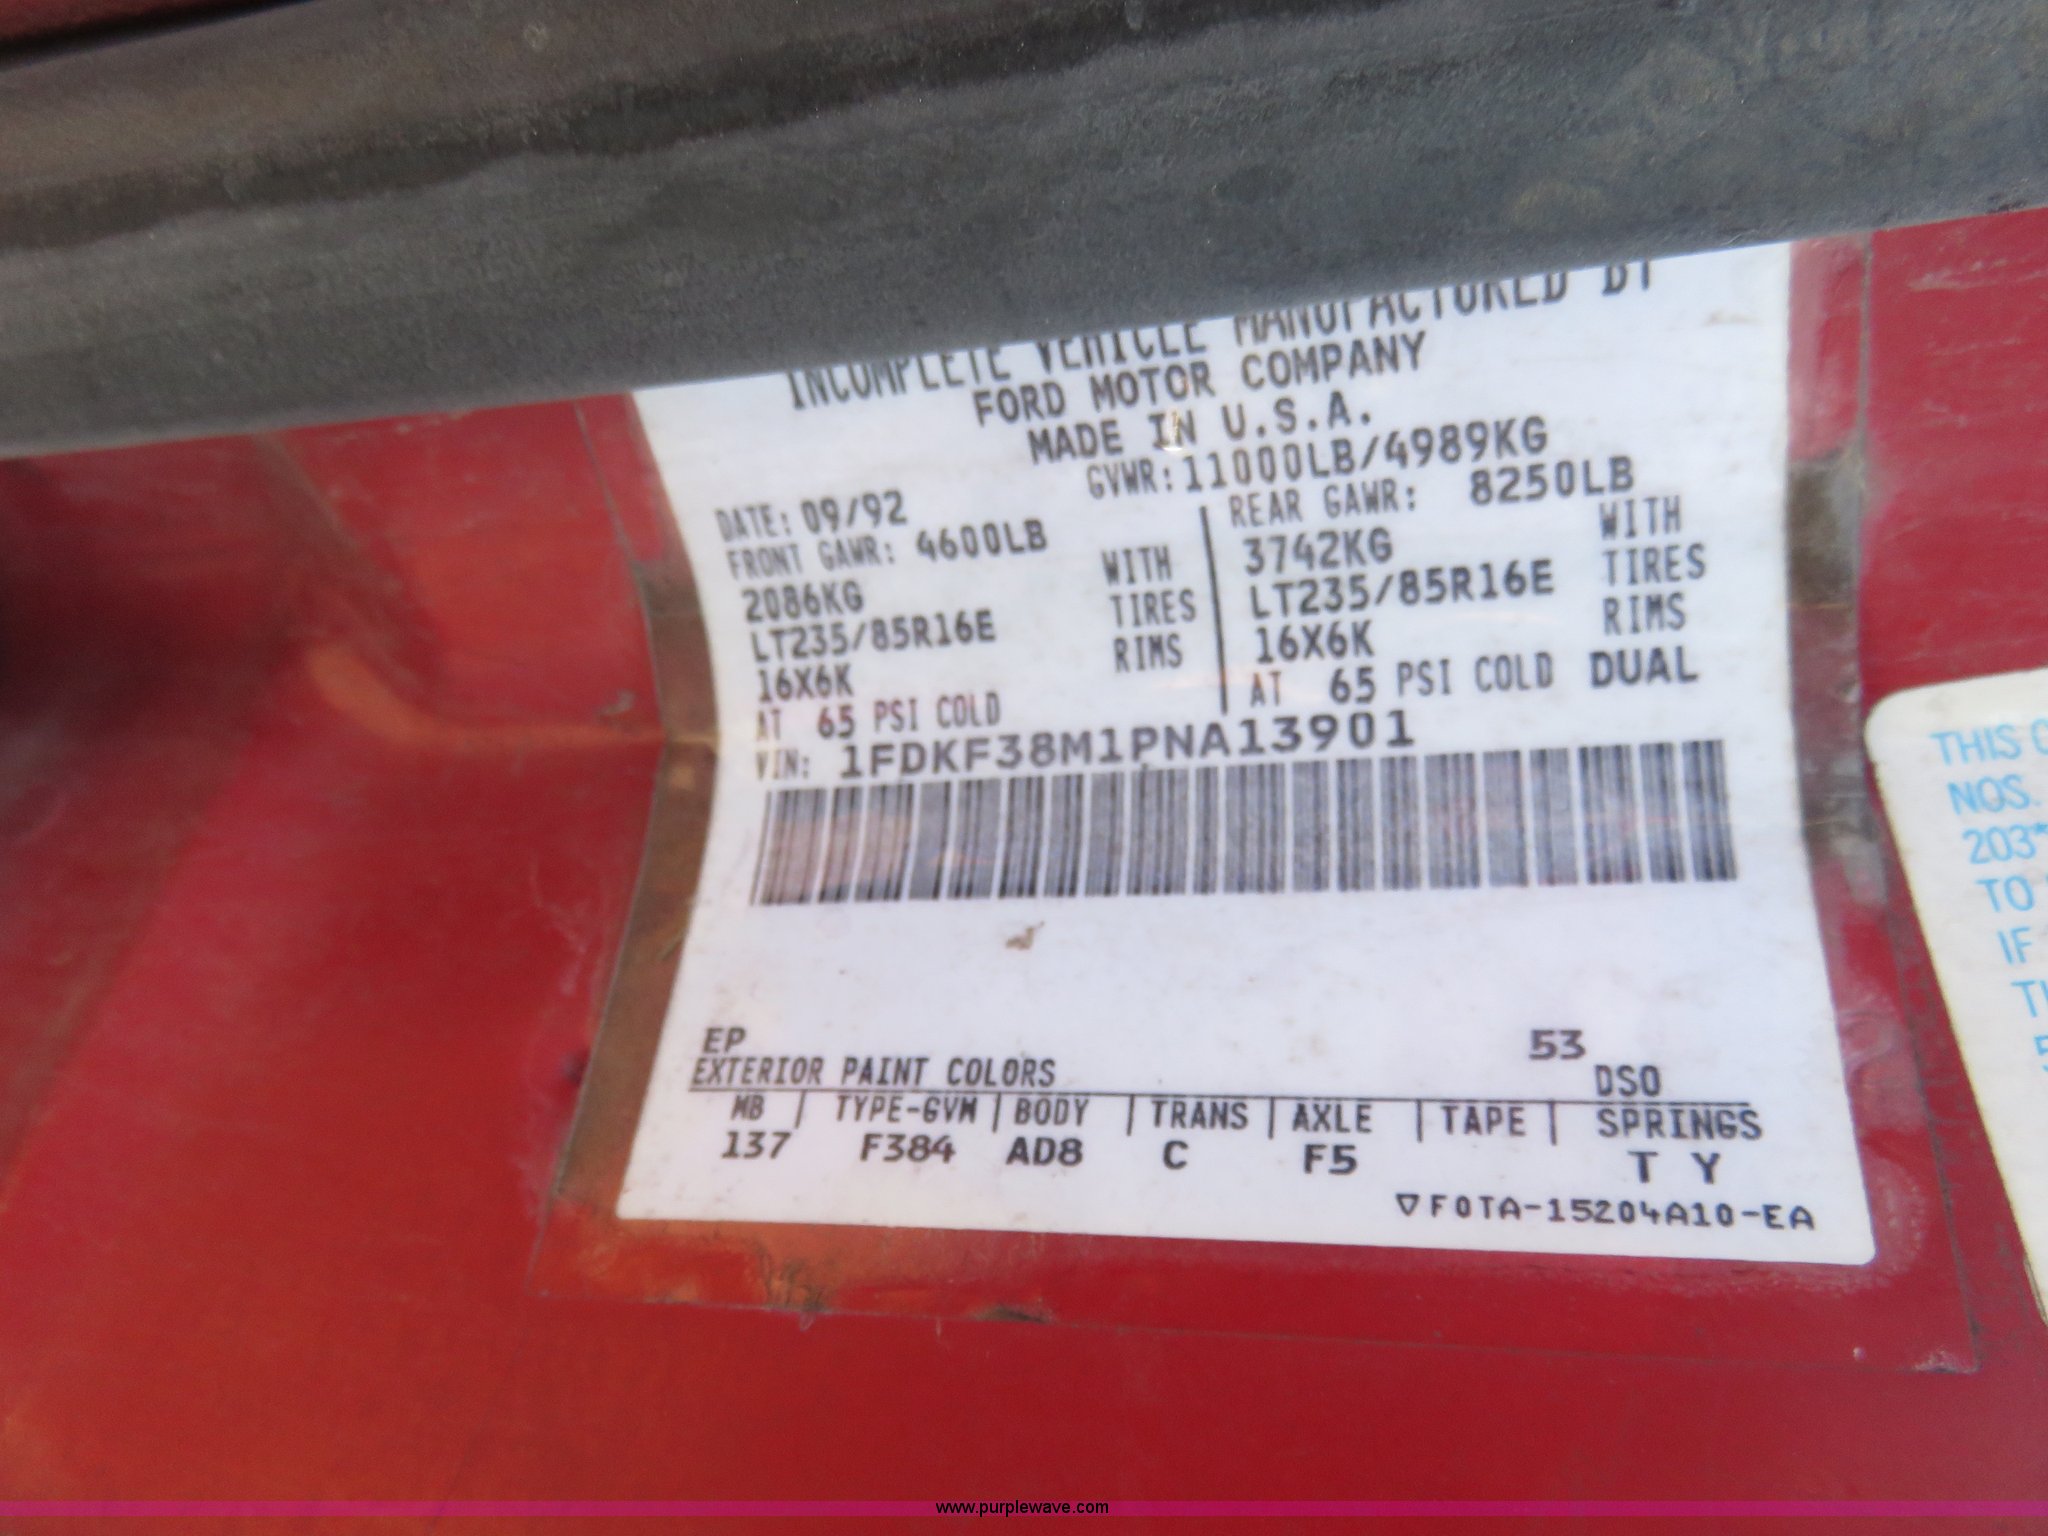 INCOMPLETE VEHICLE MANUFACTURED BY
FORD MOTOR COMPANY
MADE IN U.S.A.
GVWR: 11000LB/4989KG
DATE: 09/92
FRONT GAWR: 4600LB
2086KG WITH
LT235/85R16E TIRES
16X6K RIMS
AT 65 PSI COLD
REAR GAWR: 8250LB
3742KG WITH
LT235/85R16E TIRES
16X6K RIMS
AT 65 PSI COLD DUAL
VIN: 1FDKF38M1PNA13901
EP 53
EXTERIOR PAINT COLORS DSO
WB | TYPE-GVW | BODY | TRANS | AXLE | TAPE | SPRINGS
137 F384 AD8 C F5 T Y
▽F0TA-15204A10-EA
THIS
NOS.
203*
TO
IF
www.purplewave.com